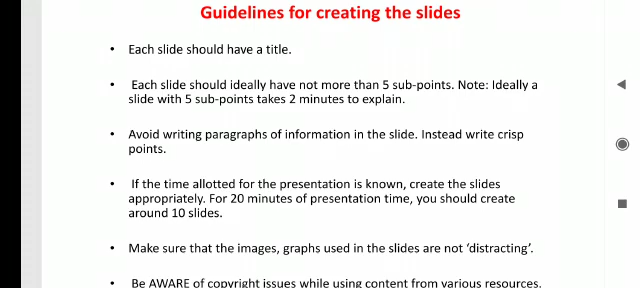 Guidelines for creating the slides
• Each slide should have a title.
• Each slide should ideally have not more than 5 sub-points. Note: Ideally a
slide with 5 sub-points takes 2 minutes to explain.
• Avoid writing paragraphs of information in the slide. Instead write crisp
points.
• If the time allotted for the presentation is known, create the slides
appropriately. For 20 minutes of presentation time, you should create
around 10 slides.
• Make sure that the images, graphs used in the slides are not ‘distracting’.
• Be AWARE of copyright issues while using content from various resources.